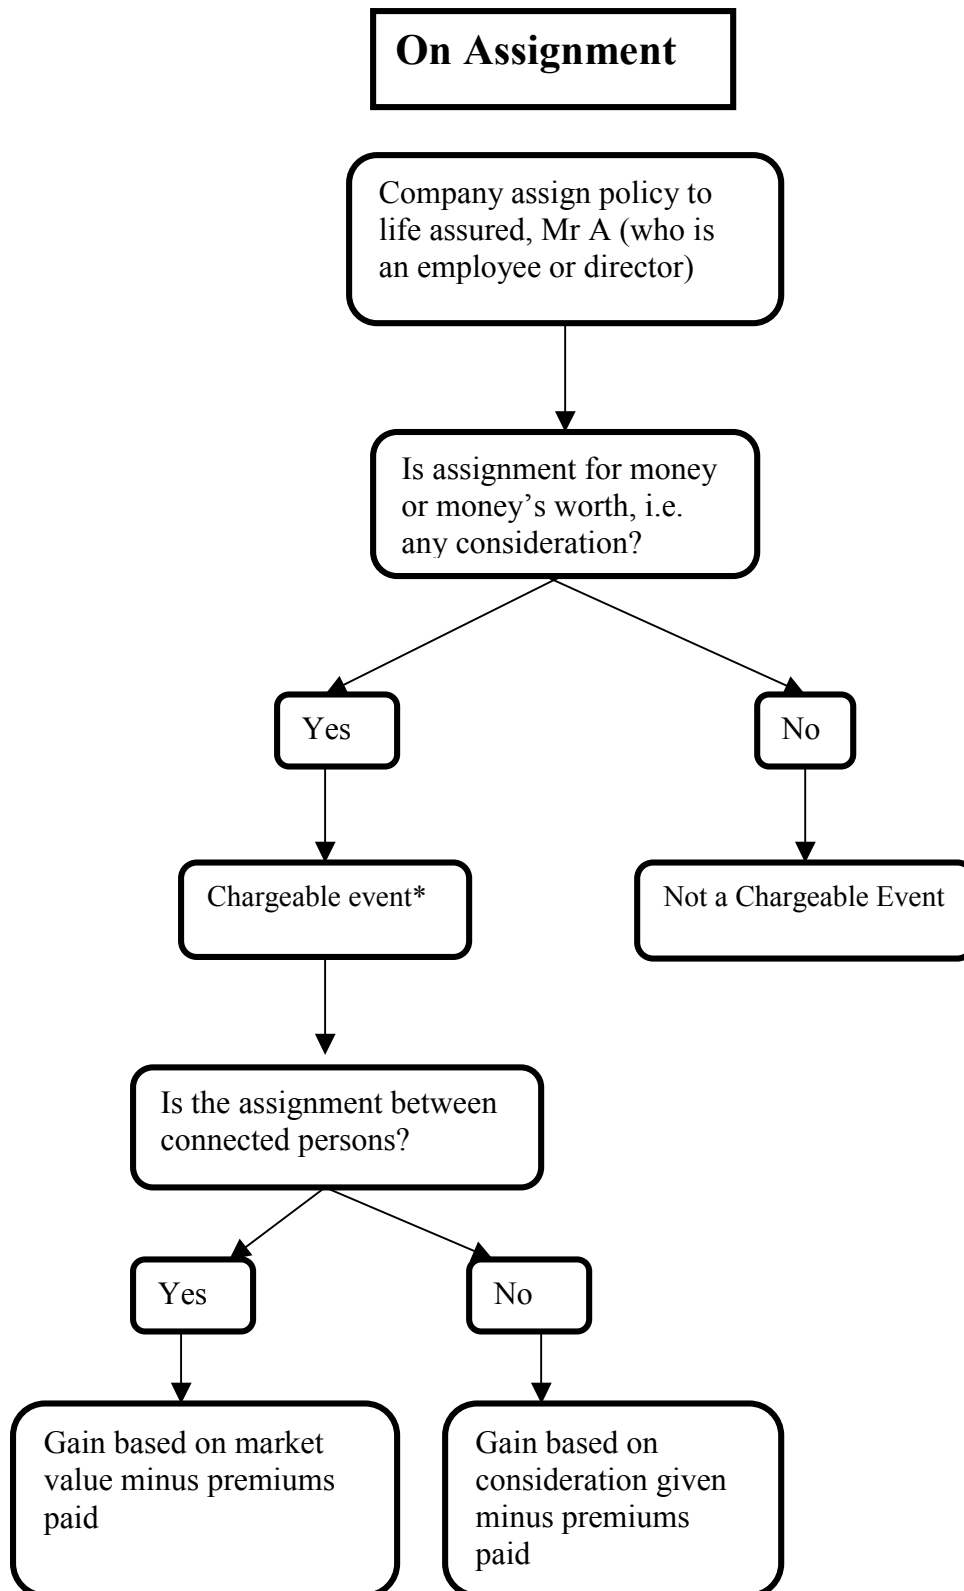 On Assignment
Company assign policy to
life assured, Mr A (who is
an employee or director)
Is assignment for money
or money’s worth, i.e.
any consideration?
Yes
No
Chargeable event*
Not a Chargeable Event
Is the assignment between
connected persons?
Yes
No
Gain based on market
value minus premiums
paid
Gain based on
consideration given
minus premiums
paid